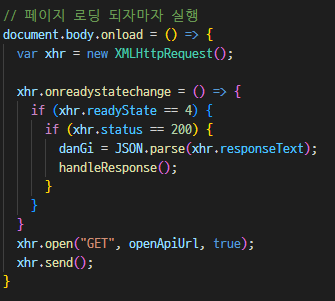 // 페이지 로딩 되자마자 실행
document.body.onload = () => {
  var xhr = new XMLHttpRequest();

  xhr.onreadystatechange = () => {
    if (xhr.readyState == 4) {
      if (xhr.status == 200) {
        danGi = JSON.parse(xhr.responseText);
        handleResponse();
      }
    }
  }
  xhr.open("GET", openApiUrl, true);
  xhr.send();
}